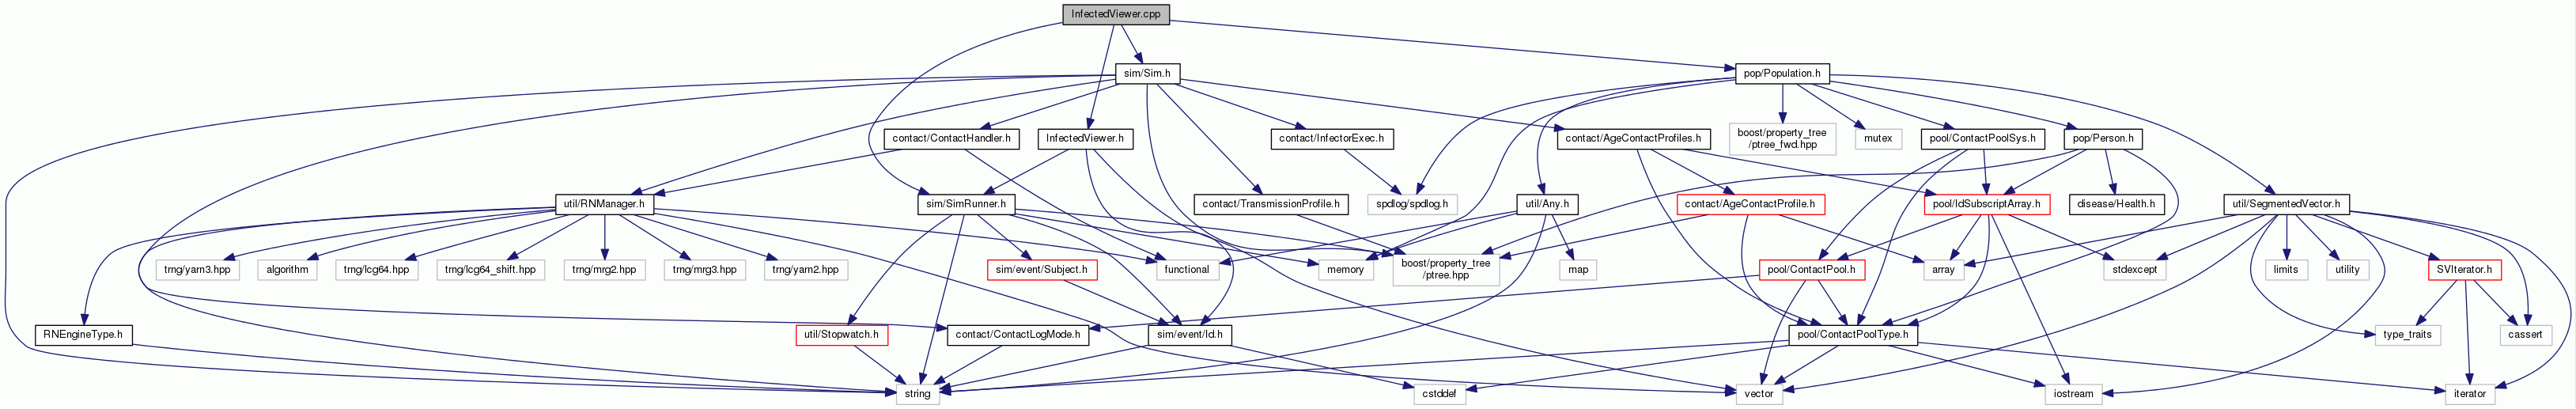 InfectedViewer.cpp
sim/Sim.h
pop/Population.h
contact/ContactHandler.h
InfectedViewer.h
contact/InfectorExec.h
contact/AgeContactProfiles.h
boost/property_tree
/ptree_fwd.hpp
mutex
pool/ContactPoolSys.h
pop/Person.h
util/RNManager.h
sim/SimRunner.h
contact/TransmissionProfile.h
spdlog/spdlog.h
util/Any.h
contact/AgeContactProfile.h
pool/IdSubscriptArray.h
disease/Health.h
util/SegmentedVector.h
trng/yarn3.hpp
algorithm
trng/lcg64.hpp
trng/lcg64_shift.hpp
trng/mrg2.hpp
trng/mrg3.hpp
trng/yarn2.hpp
sim/event/Subject.h
functional
memory
boost/property_tree
/ptree.hpp
map
pool/ContactPool.h
array
stdexcept
limits
utility
SVIterator.h
RNEngineType.h
util/Stopwatch.h
contact/ContactLogMode.h
sim/event/Id.h
pool/ContactPoolType.h
type_traits
cassert
string
cstddef
vector
iostream
iterator